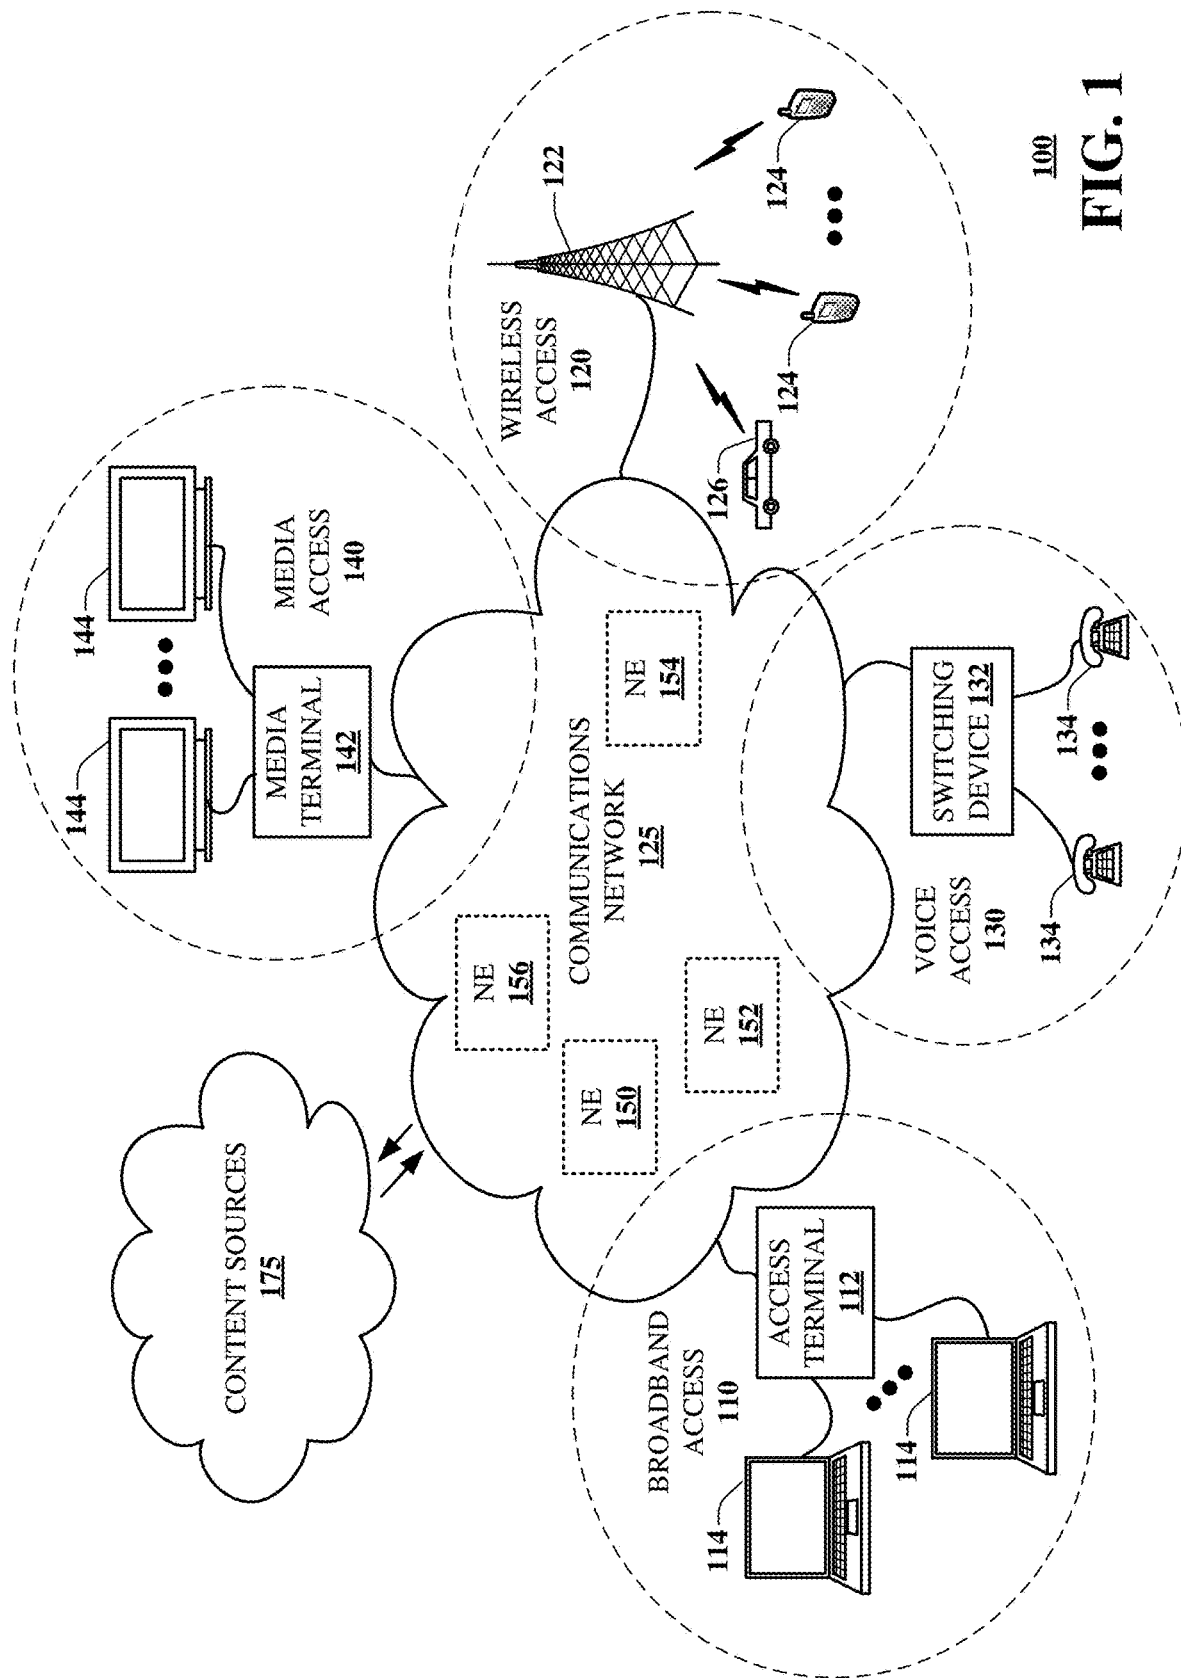 144
144
MEDIA
TERMINAL
142
MEDIA
ACCESS
140
CONTENT SOURCES
175
WIRELESS
ACCESS
120
122
124
124
126
NE
156
NE
150
NE
152
NE
154
COMMUNICATIONS
NETWORK
125
BROADBAND
ACCESS
110
ACCESS
TERMINAL
112
114
114
VOICE
ACCESS
130
SWITCHING
DEVICE 132
134
134
100
FIG. 1